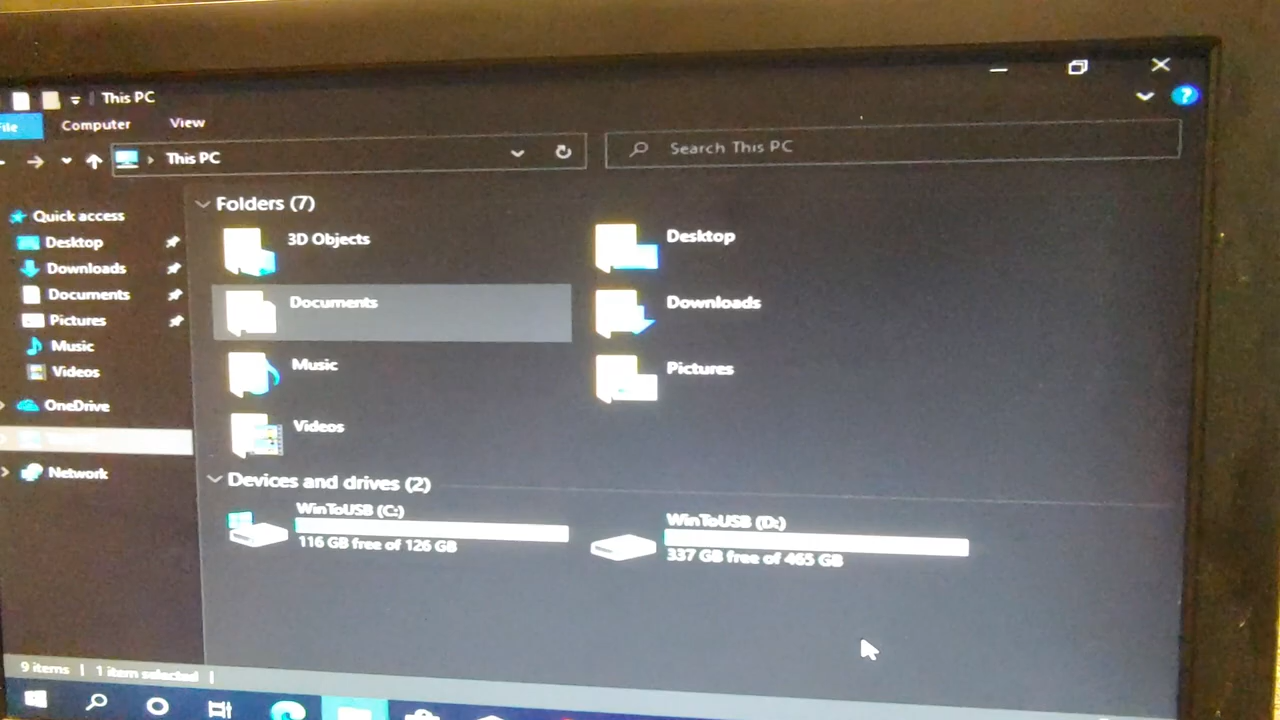 This PC
File
Computer
View
This PC
Search This PC
Quick access
Desktop
Downloads
Documents
Pictures
Music
Videos
OneDrive
Network
Folders (7)
3D Objects
Desktop
Documents
Downloads
Music
Pictures
Videos
Devices and drives (2)
WinToUSB (C:)
116 GB free of 126 GB
WinToUSB (D:)
337 GB free of 465 GB
9 items
1 item selected